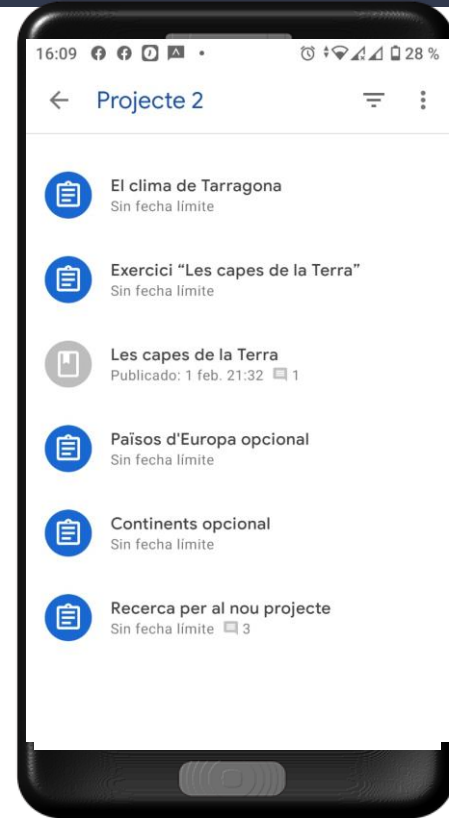 16:09 28 %
Projecte 2
El clima de Tarragona
Sin fecha límite
Exercici “Les capes de la Terra”
Sin fecha límite
Les capes de la Terra
Publicado: 1 feb. 21:32 1
Països d'Europa opcional
Sin fecha límite
Continents opcional
Sin fecha límite
Recerca per al nou projecte
Sin fecha límite 3